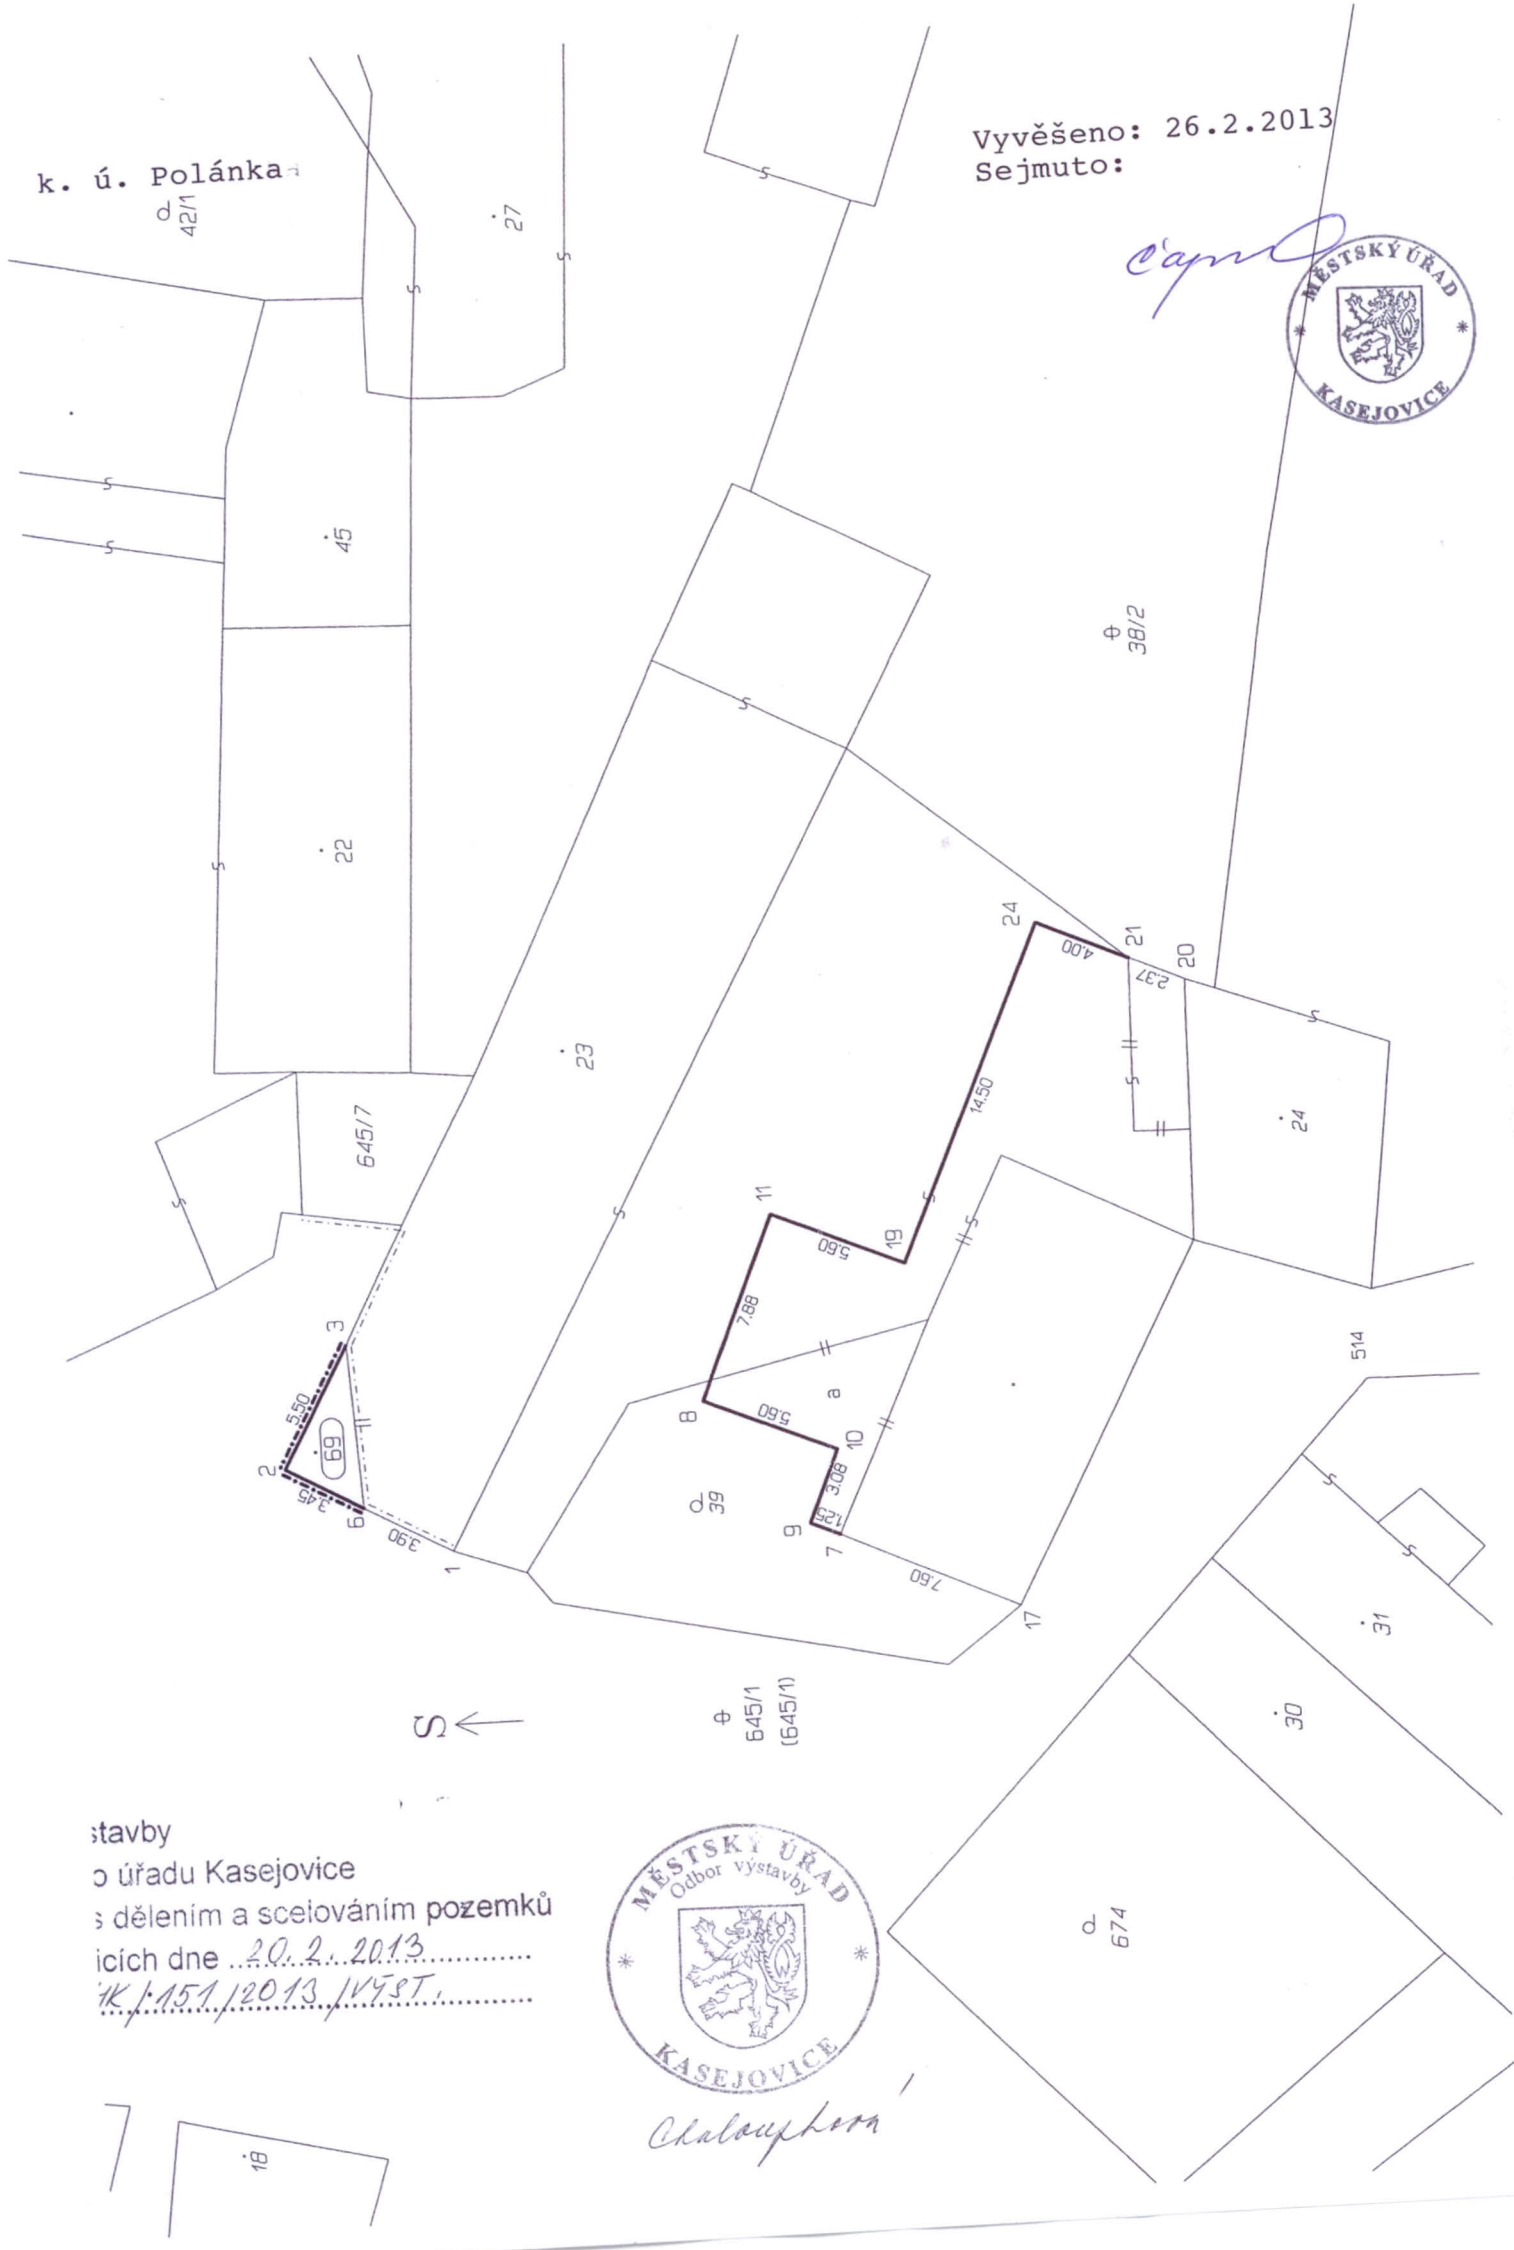 k. ú. Polánka
Vyvěšeno: 26.2.2013
Sejmuto:
MĚSTSKÝ ÚŘAD
KASEJOVICE
42/1
27
45
38/2
22
23
645/7
24
4.00
21
2.37
20
14.50
24
11
5.60
19
7.88
3
5.50
2
69
3.45
6
3.90
1
8
5.60
a
10
3.08
39
9
1.25
7
7.60
17
514
31
30
S
645/1
(645/1)
674
18
stavby
o úřadu Kasejovice
s dělením a scelováním pozemků
icích dne 20.2.2013
/151/2013/VÝST.
MĚSTSKÝ ÚŘAD
Odbor výstavby
KASEJOVICE